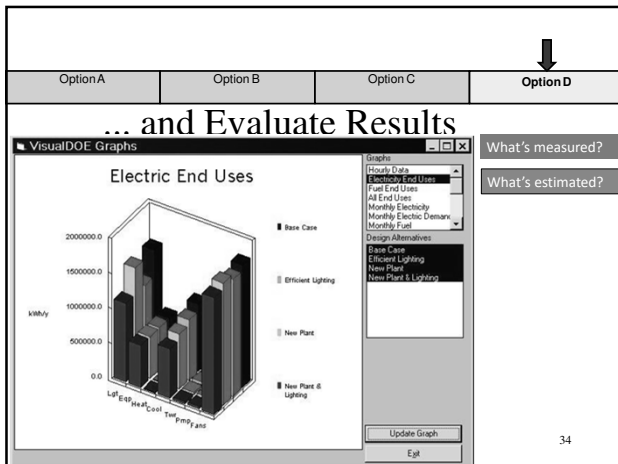 Option A Option B Option C Option D
... and Evaluate Results
VisualDOE Graphs
What's measured?
What's estimated?
Electric End Uses
2000000.0
1500000.0
1000000.0
500000.0
0.0
kWh/y
Lgt Eqp Heat Cool Twr Pmp Fans
Base Case
Efficient Lighting
New Plant
New Plant &
Lighting
Graphs
Hourly Data
Electricity End Uses
Fuel End Uses
All End Uses
Monthly Electricity
Monthly Electric Deman
Monthly Fuel
Design Alternatives
Base Case
Efficient Lighting
New Plant
New Plant & Lighting
Update Graph
Exit
34